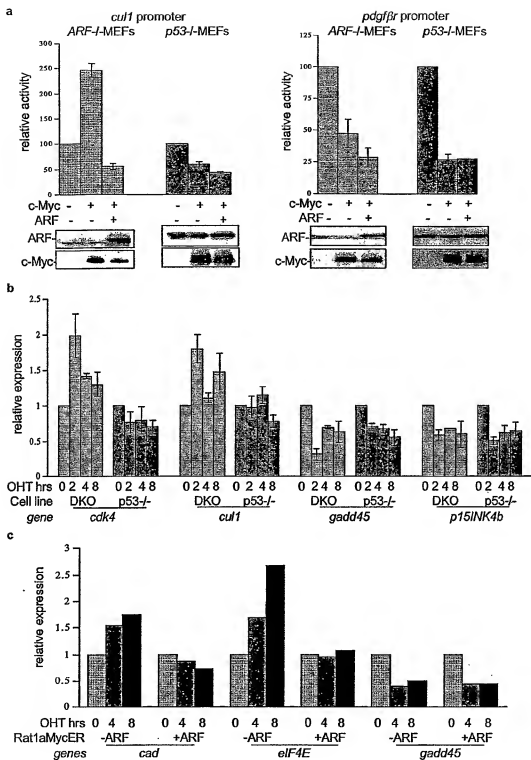 a
cul1 promoter
ARF-/-MEFs p53-/-MEFs
pdgfβr promoter
ARF-/-MEFs p53-/-MEFs
relative activity
300
250
200
150
100
50
0
relative activity
100
75
50
25
0
c-Myc - + + - + +
ARF - - + - - +
ARF-
c-Myc-
c-Myc - + + - + +
ARF - - + - - +
ARF-
c-Myc-
b
relative expression
2.5
2
1.5
1
0.5
0
OHT hrs 0 2 4 8 0 2 4 8 0 2 4 8 0 2 4 8 0 2 4 8 0 2 4 8 0 2 4 8 0 2 4 8
Cell line DKO p53-/- DKO p53-/- DKO p53-/- DKO p53-/-
gene cdk4 cul1 gadd45 p15INK4b
c
relative expression
3
2.5
2
1.5
1
0.5
0
OHT hrs 0 4 8 0 4 8 0 4 8 0 4 8 0 4 8 0 4 8
Rat1aMycER -ARF +ARF -ARF +ARF -ARF +ARF
genes cad eIF4E gadd45